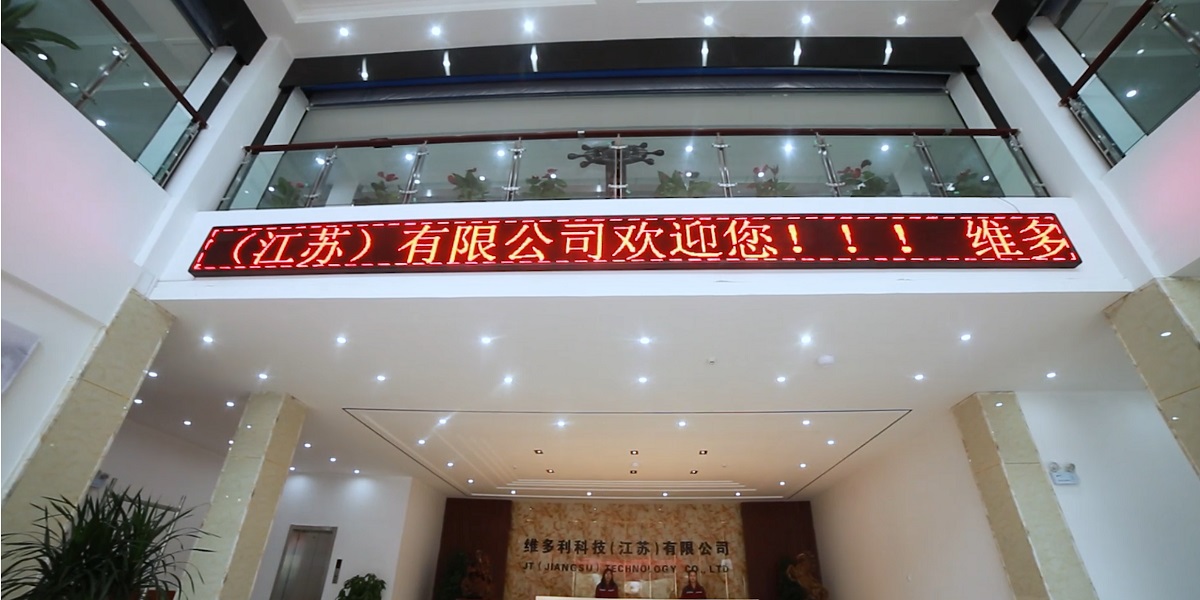 （江苏）有限公司欢迎您！！！ 维多
维多利科技(江苏)有限公司
JT (JIANGSU) TECHNOLOGY CO., LTD